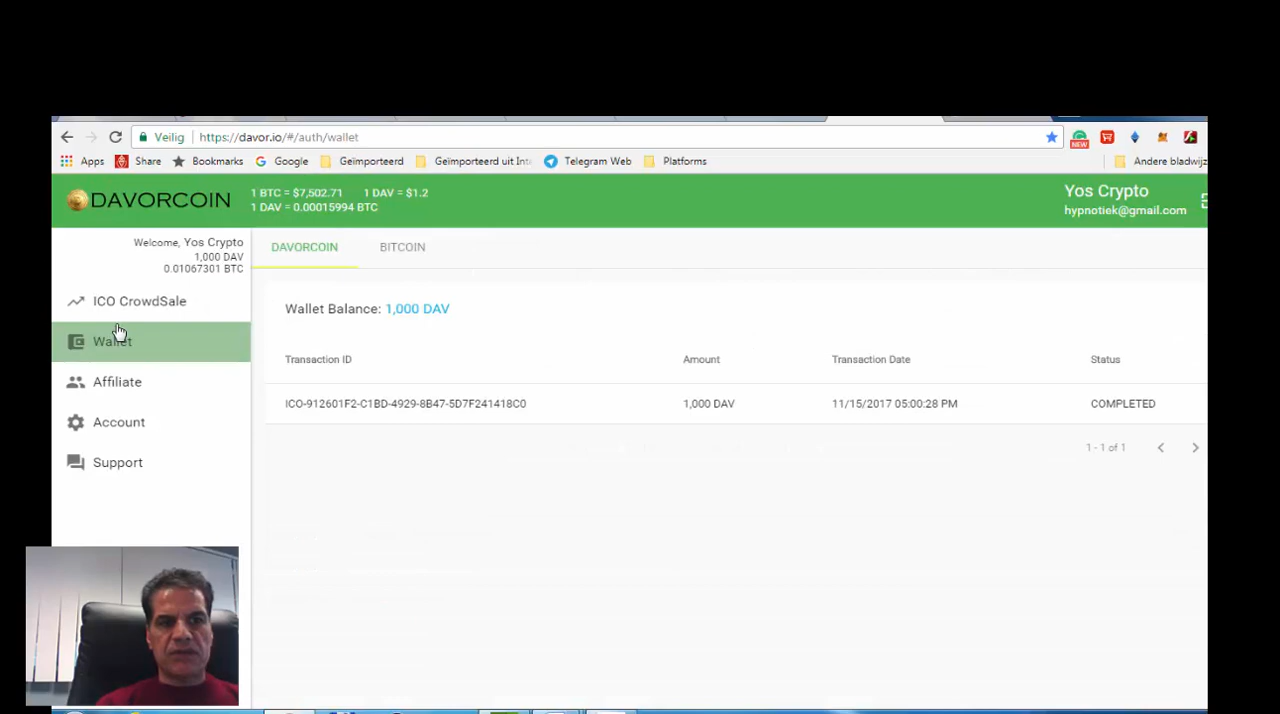 Veilig https://davor.io/#/auth/wallet
NEW
Apps Share Bookmarks Google Geïmporteerd Geïmporteerd uit Inte Telegram Web Platforms Andere bladwijz
DAVORCOIN
1 BTC = $7,502.71 1 DAV = $1.2
1 DAV = 0.00015994 BTC
Yos Crypto
hypnotiek@gmail.com
Welcome, Yos Crypto
1,000 DAV
0.01067301 BTC
ICO CrowdSale
Wallet
Affiliate
Account
Support
DAVORCOIN BITCOIN
Wallet Balance: 1,000 DAV
Transaction ID Amount Transaction Date Status
ICO-912601F2-C1BD-4929-8B47-5D7F241418C0 1,000 DAV 11/15/2017 05:00:28 PM COMPLETED
1 - 1 of 1